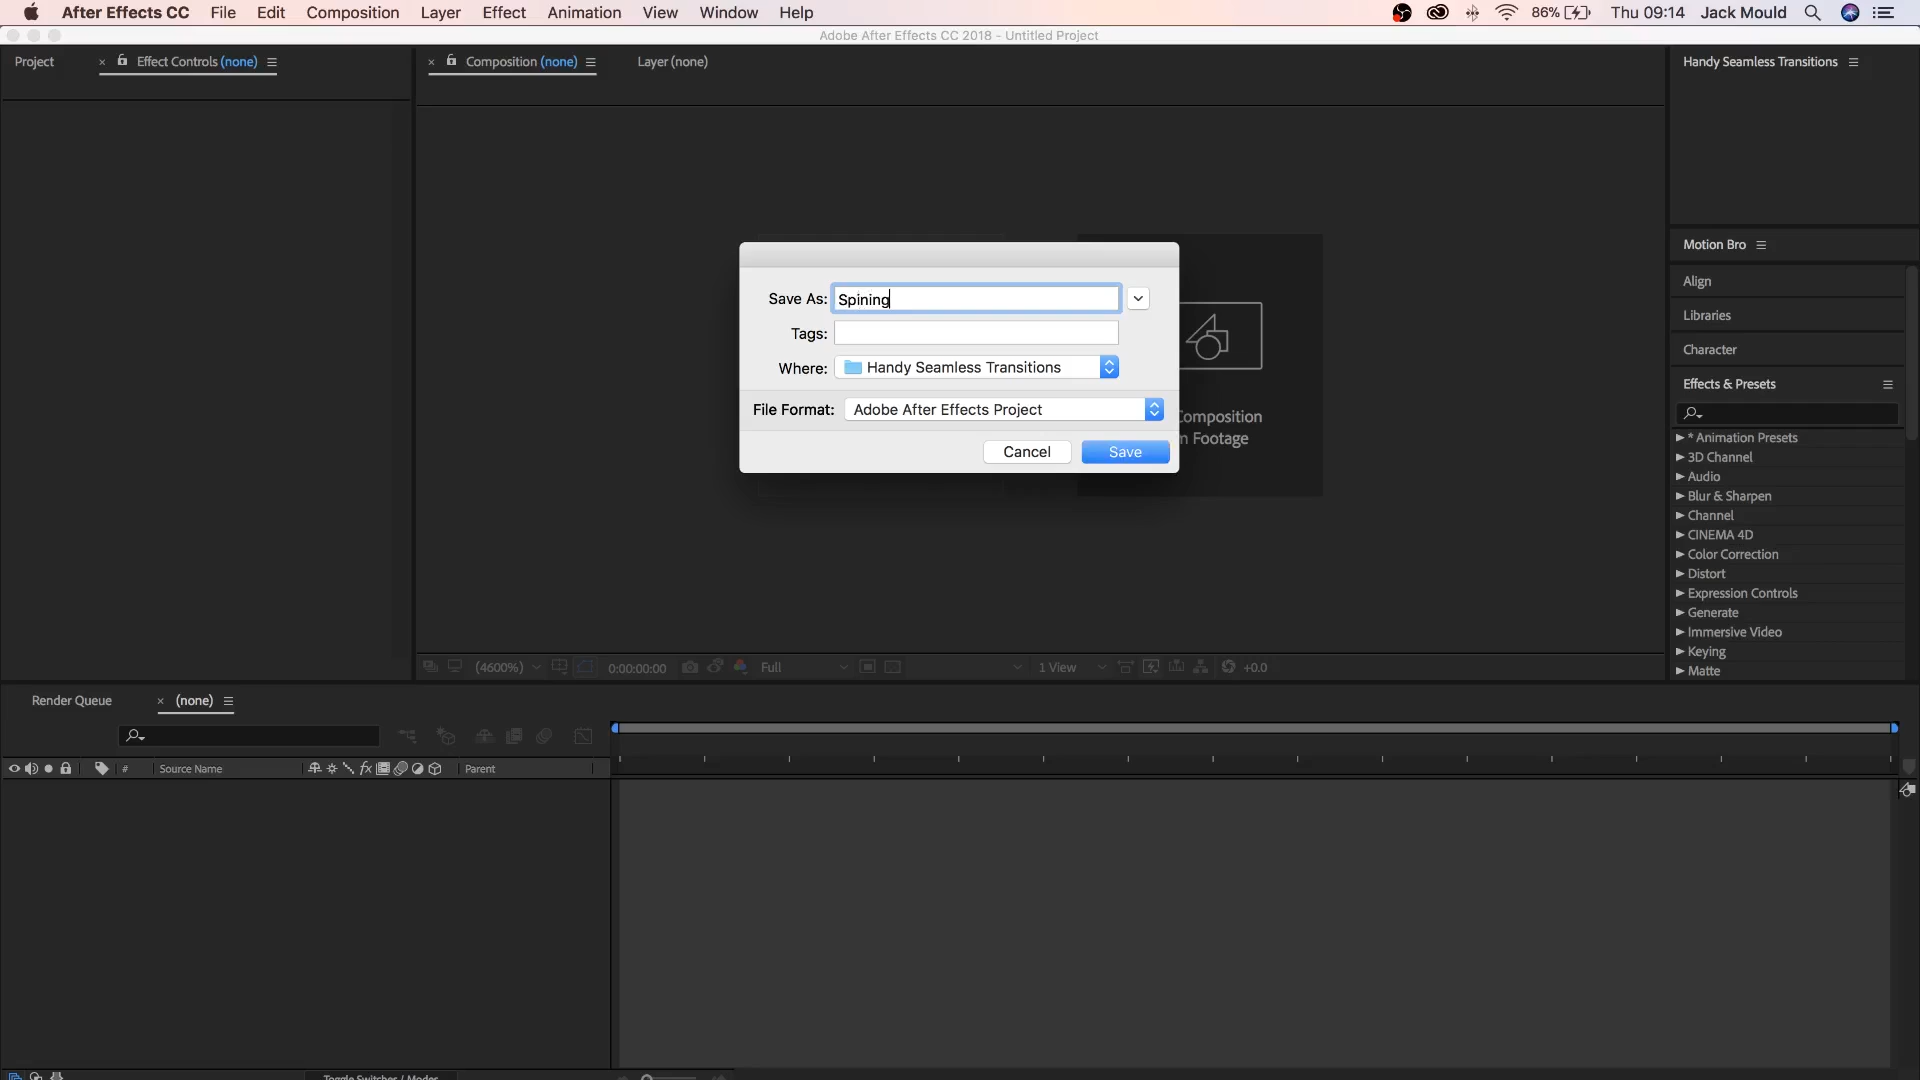 After Effects CC File Edit Composition Layer Effect Animation View Window Help 86% Thu 09:14 Jack Mould
Adobe After Effects CC 2018 - Untitled Project
Project × Effect Controls (none) × Composition (none) Layer (none) Handy Seamless Transitions
Motion Bro
Align
Libraries
Character
Effects & Presets
* Animation Presets
3D Channel
Audio
Blur & Sharpen
Channel
CINEMA 4D
Color Correction
Distort
Expression Controls
Generate
Immersive Video
Keying
Matte
Save As: Spining
Tags:
Where: Handy Seamless Transitions
File Format: Adobe After Effects Project
Cancel Save
Composition
Footage
(4600%) 0:00:00:00 Full 1 View +0.0
Render Queue × (none)
# Source Name fx Parent
Toggle Switches / Modes